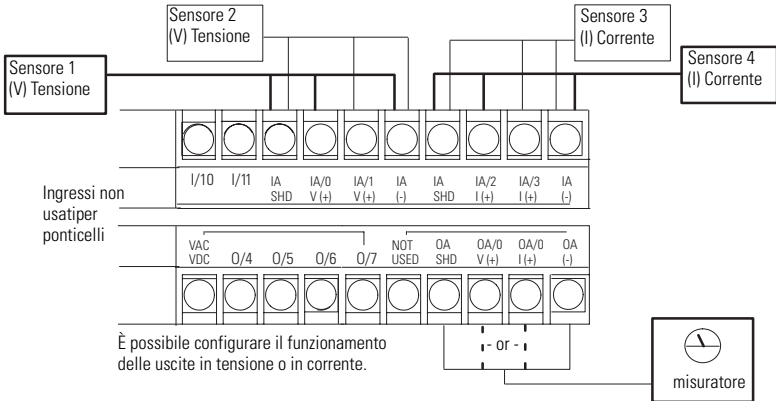 Sensore 2
(V) Tensione
Sensore 3
(I) Corrente
Sensore 1
(V) Tensione
Sensore 4
(I) Corrente
I/10 I/11 IA SHD IA/0 V (+) IA/1 V (+) IA (-) IA SHD IA/2 I (+) IA/3 I (+) IA (-)
Ingressi non
usatiper
ponticelli
VAC VDC O/4 O/5 O/6 O/7 NOT USED OA SHD OA/0 V (+) OA/0 I (+) OA (-)
È possibile configurare il funzionamento
delle uscite in tensione o in corrente.
- or -
misuratore